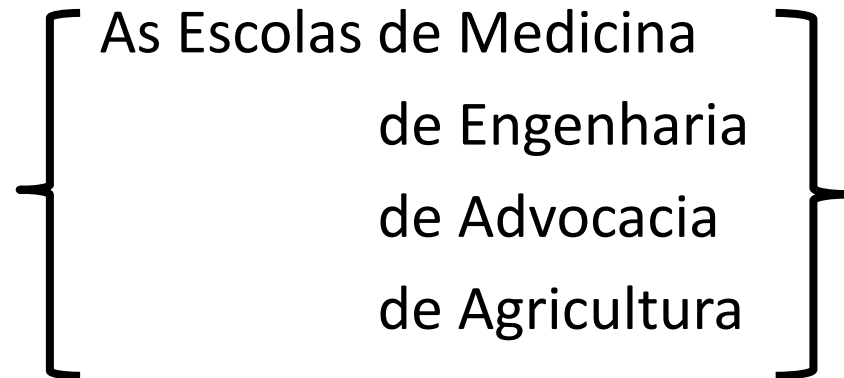 As Escolas de Medicina
de Engenharia
de Advocacia
de Agricultura